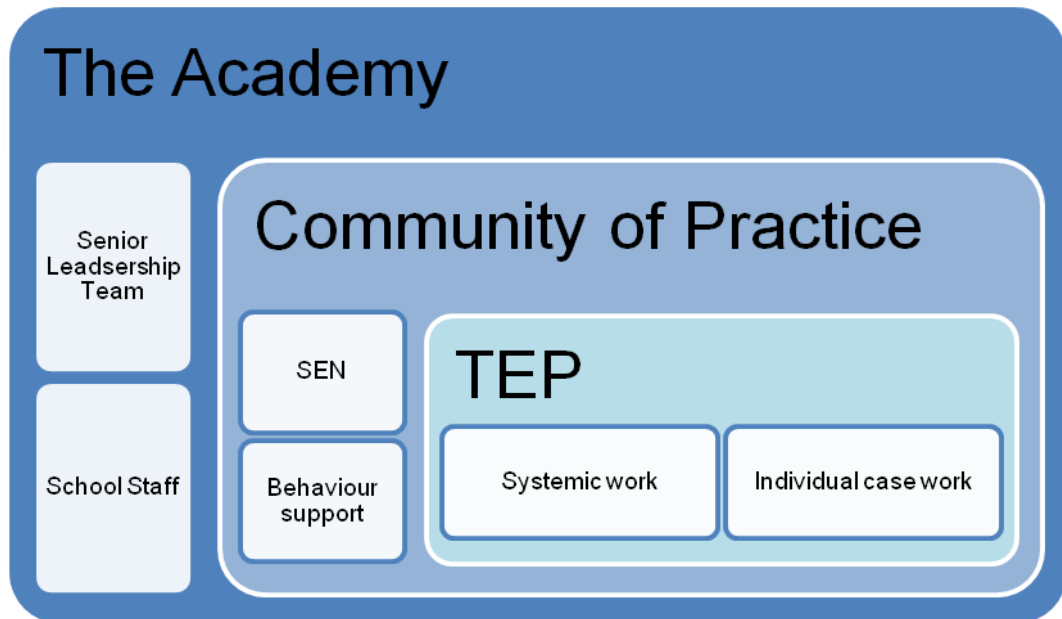 The Academy
Senior
Leadsership
Team
School Staff
Community of Practice
SEN
Behaviour
support
TEP
Systemic work
Individual case work